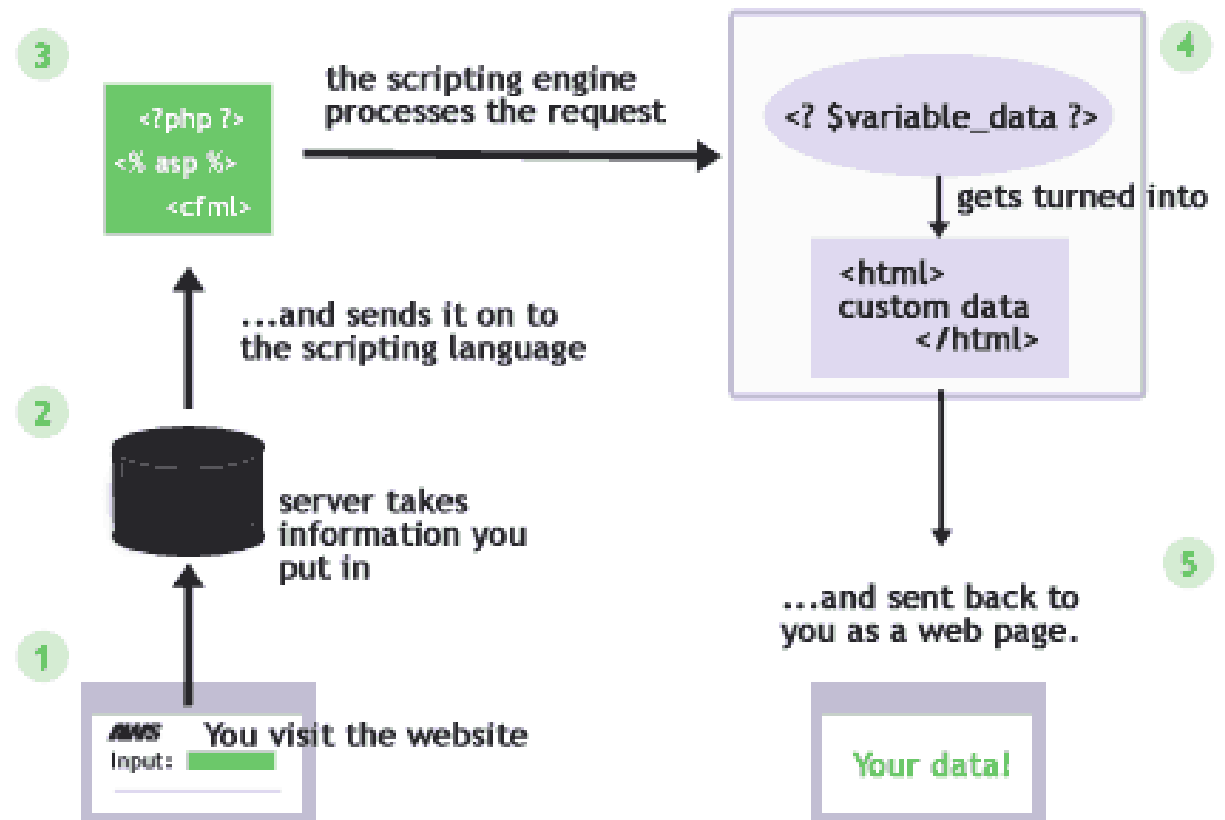 3
<?php ?>
<% asp %>
<cfml>
the scripting engine
processes the request
4
<? $variable_data ?>
gets turned into
<html>
custom data
</html>
...and sends it on to
the scripting language
2
server takes
information you
put in
1
AWS
You visit the website
Input:
5
...and sent back to
you as a web page.
Your data!